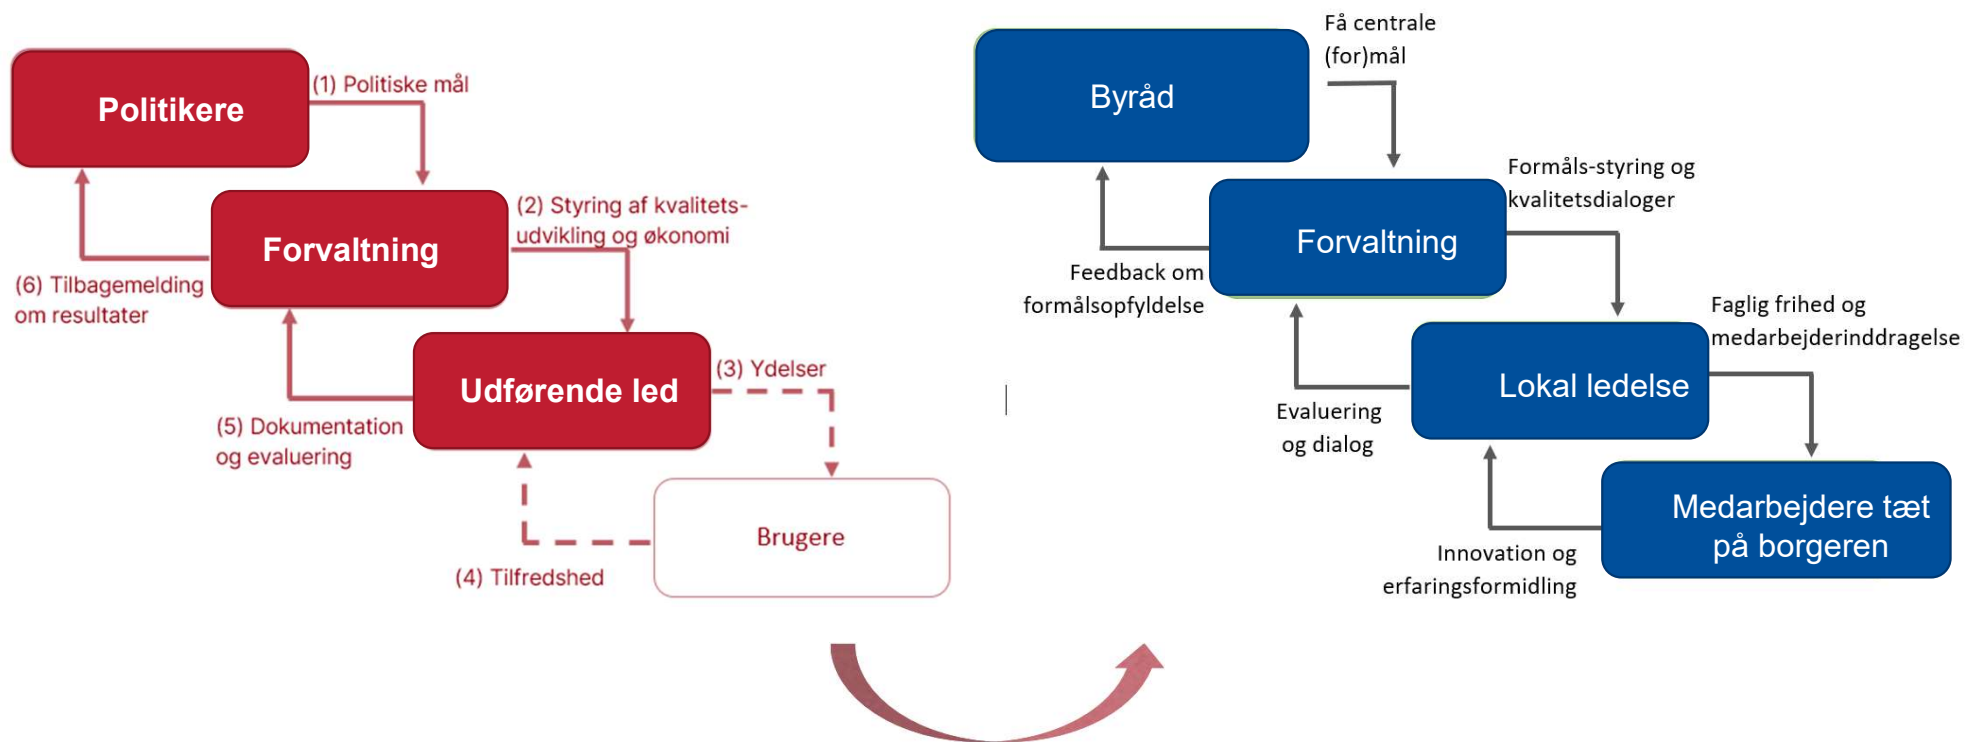 Politikere
(1) Politiske mål
Forvaltning
(2) Styring af kvalitets-
udvikling og økonomi
(6) Tilbagemelding
om resultater
Udførende led
(3) Ydelser
(5) Dokumentation
og evaluering
Brugere
(4) Tilfredshed
Få centrale
(for)mål
Byråd
Formåls-styring og
kvalitetsdialoger
Forvaltning
Feedback om
formålsopfyldelse
Faglig frihed og
medarbejderinddragelse
Lokal ledelse
Evaluering
og dialog
Medarbejdere tæt
på borgeren
Innovation og
erfaringsformidling